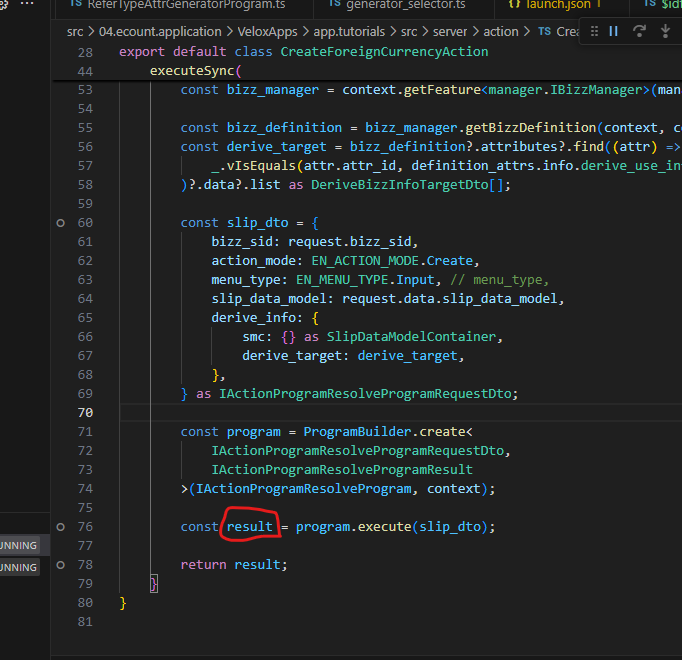 ReferTypeAttrGeneratorProgram.ts TS generator_selector.ts {} launch.json 1 TS
src > 04.ecount.application > VeloxApps > app.tutorials > src > server > action > TS
28 export default class CreateForeignCurrencyAction
44 executeSync(
53 const bizz_manager = context.getFeature<manager.IBizzManager>(
54
55 const bizz_definition = bizz_manager.getBizzDefinition(context,
56 const derive_target = bizz_definition?.attributes?.find((attr) =>
57 _.vIsEquals(attr.attr_id, definition_attrs.info.
58 )?.data?.list as DeriveBizzInfoTargetDto[];
59
60 const slip_dto = {
61 bizz_sid: request.bizz_sid,
62 action_mode: EN_ACTION_MODE.Create,
63 menu_type: EN_MENU_TYPE.Input, // menu_type,
64 slip_data_model: request.data.slip_data_model,
65 derive_info: {
66 smc: {} as SlipDataModelContainer,
67 derive_target: derive_target,
68 },
69 } as IActionProgramResolveProgramRequestDto;
70
71 const program = ProgramBuilder.create<
72 IActionProgramResolveProgramRequestDto,
73 IActionProgramResolveProgramResult
74 >(IActionProgramResolveProgram, context);
75
76 const result = program.execute(slip_dto);
77
78 return result;
79 }
80 }
81
UNNING
UNNING